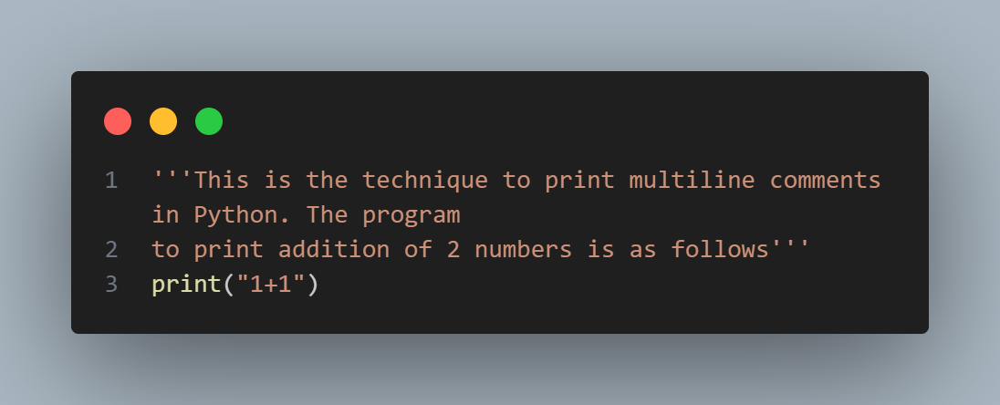 1 '''This is the technique to print multiline comments
in Python. The program
2 to print addition of 2 numbers is as follows'''
3 print("1+1")